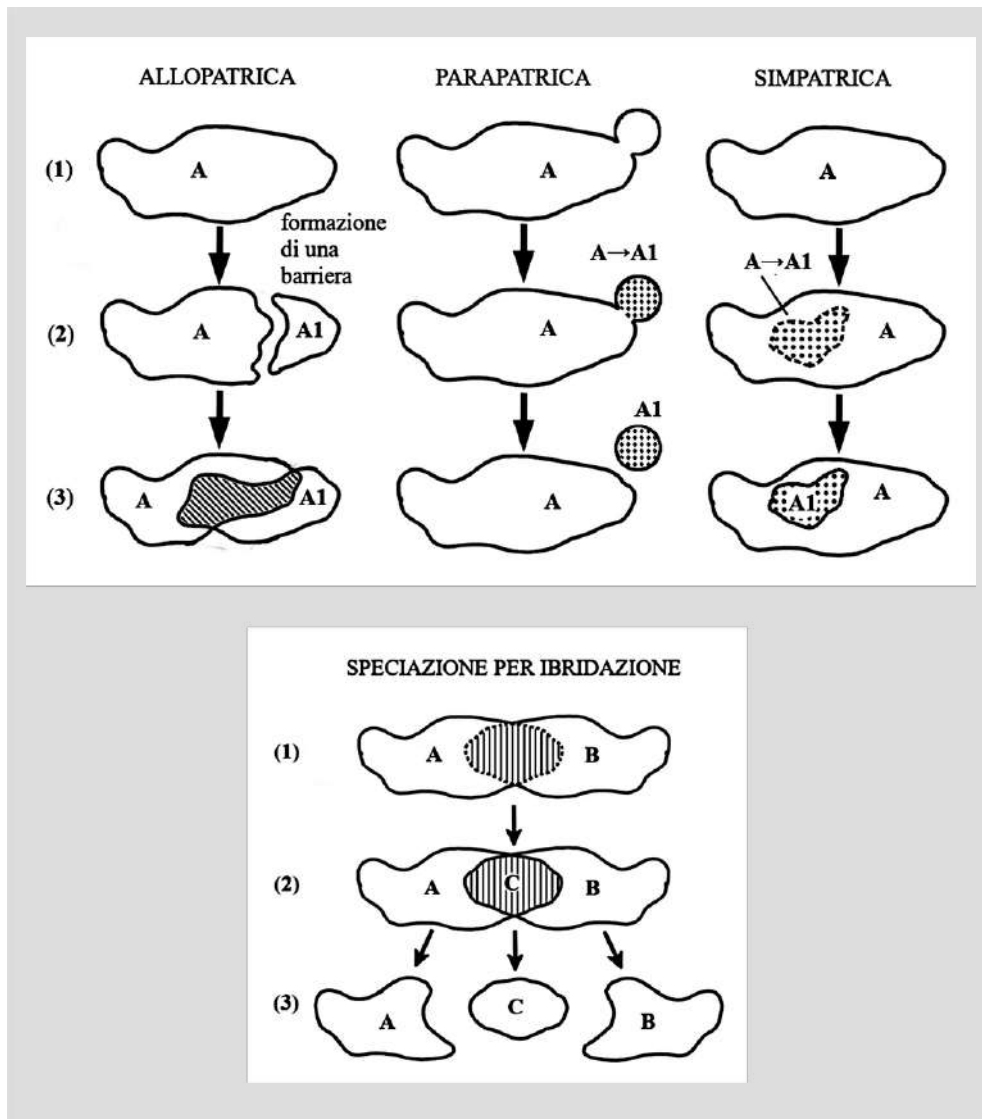 ALLOPATRICA
PARAPATRICA
SIMPATRICA
(1)
A
A
A
formazione
di una
barriera
A→A1
A→A1
(2)
A
A1
A
A
A1
(3)
A
A1
A
A1
A
SPECIAZIONE PER IBRIDAZIONE
(1)
A
B
(2)
A
C
B
(3)
A
C
B